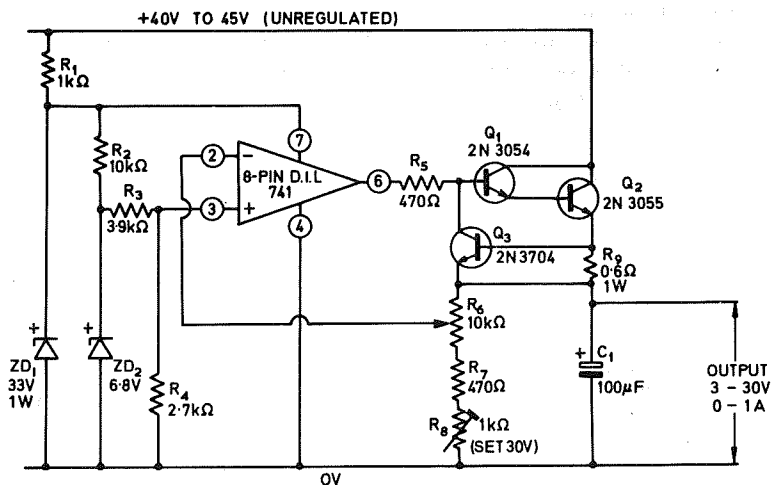 +40V TO 45V (UNREGULATED)
R1
1kΩ
R2
10kΩ
R3
3.9kΩ
2
3
7
8-PIN D.I.L
741
4
6
R5
470Ω
Q1
2N 3054
Q2
2N 3055
Q3
2N 3704
R9
0.6Ω
1W
R6
10kΩ
R7
470Ω
R8
1kΩ
(SET 30V)
+
ZD1
33V
1W
+
ZD2
6.8V
R4
2.7kΩ
+
C1
100µF
OUTPUT
3 – 30V
0 – 1A
0V